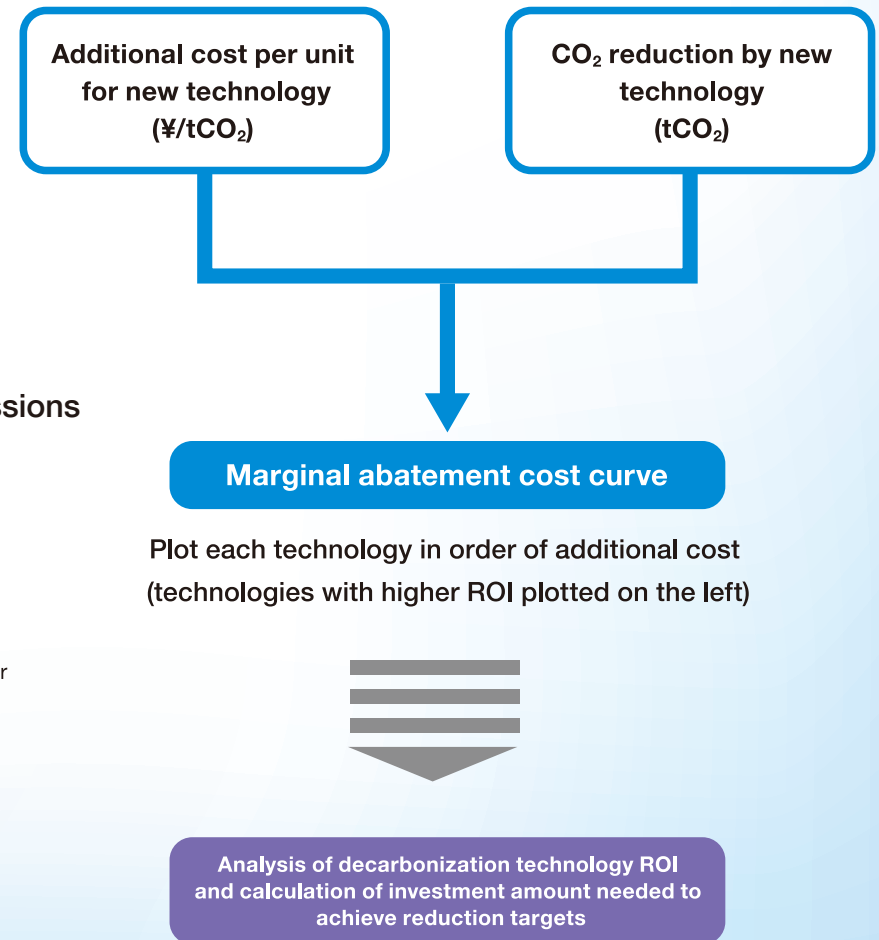 Additional cost per unit
for new technology
(¥/tCO₂)
CO₂ reduction by new
technology
(tCO₂)
ssions
Marginal abatement cost curve
Plot each technology in order of additional cost
(technologies with higher ROI plotted on the left)
r
Analysis of decarbonization technology ROI
and calculation of investment amount needed to
achieve reduction targets